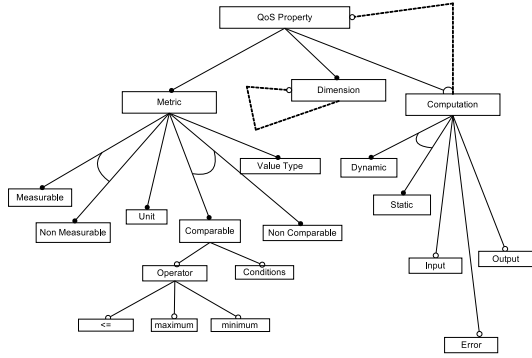 QoS Property
Dimension
Metric
Computation
Value Type
Dynamic
Measurable
Static
Unit
Non Measurable
Comparable
Non Comparable
Output
Input
Operator
Conditions
<=
maximum
minimum
Error